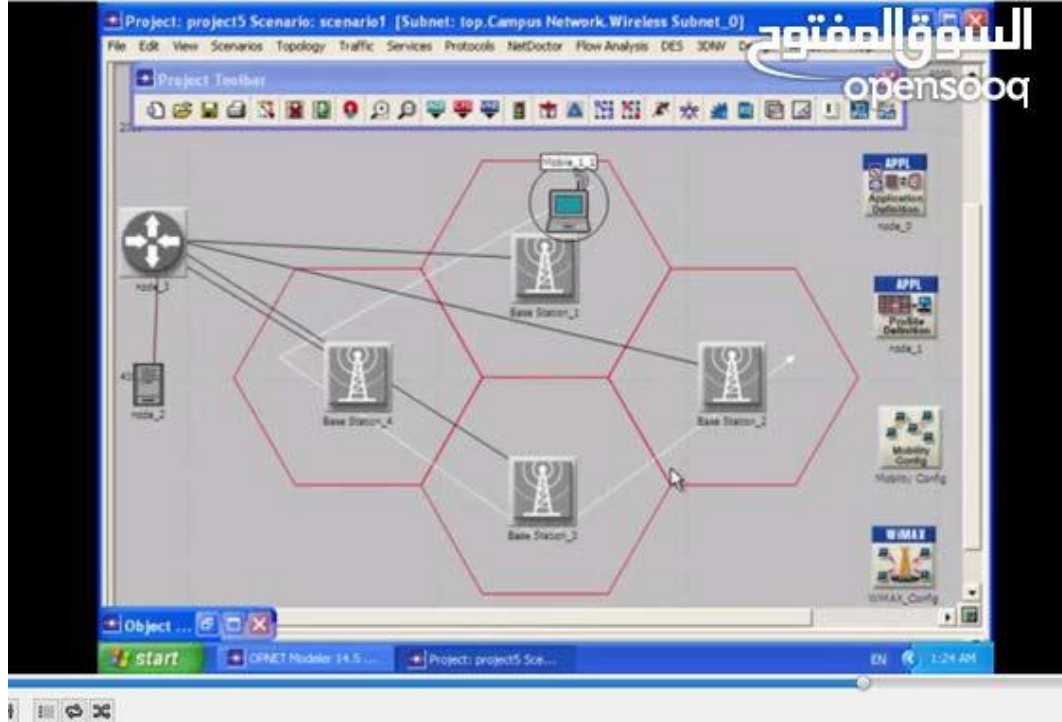 Project: project5 Scenario: scenario1 [Subnet: top.Campus Network.Wireless Subnet_0]
السوق المفتوح
opensooq
File Edit View Scenarios Topology Traffic Services Protocols NetDoctor Flow Analysis DES 3DNV
Project Toolbar
Mobile_1_1
APPL
Application
Definition
node_0
node_3
Base Station_1
APPL
Profile
Definition
node_1
node_2
Base Station_4
Base Station_2
Mobility
Config
Mobility Config
Base Station_3
WiMAX
WiMAX_Config
Object ...
start
OPNET Modeler 14.5 ...
Project: project5 Sce...
EN
1:24 AM